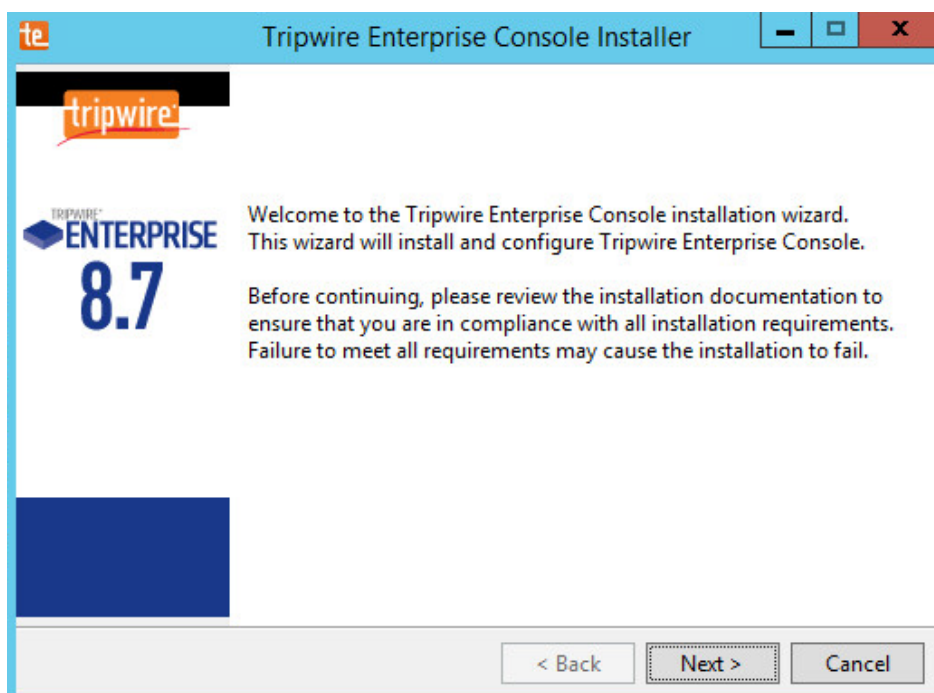 te
Tripwire Enterprise Console Installer
tripwire
TRIPWIRE
ENTERPRISE
8.7
Welcome to the Tripwire Enterprise Console installation wizard.
This wizard will install and configure Tripwire Enterprise Console.
Before continuing, please review the installation documentation to
ensure that you are in compliance with all installation requirements.
Failure to meet all requirements may cause the installation to fail.
< Back
Next >
Cancel